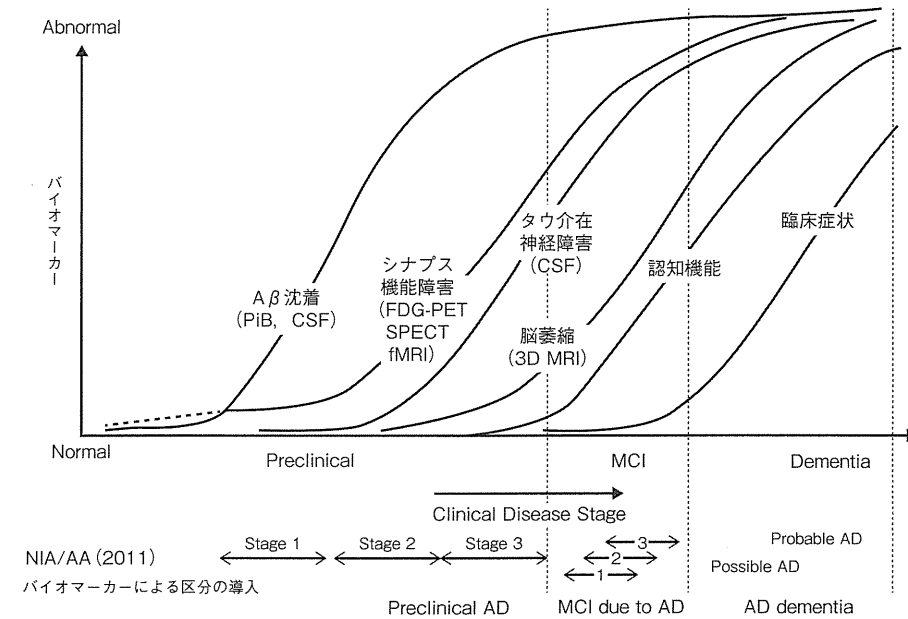 Abnormal
バイオマーカー
Aβ沈着
(PiB, CSF)
シナプス
機能障害
(FDG-PET
SPECT
fMRI)
タウ介在
神経障害
(CSF)
脳萎縮
(3D MRI)
認知機能
臨床症状
Normal
Preclinical
MCI
Dementia
Clinical Disease Stage
NIA/AA(2011)
バイオマーカーによる区分の導入
Stage 1
Stage 2
Stage 3
3
2
1
Probable AD
Possible AD
Preclinical AD
MCI due to AD
AD dementia